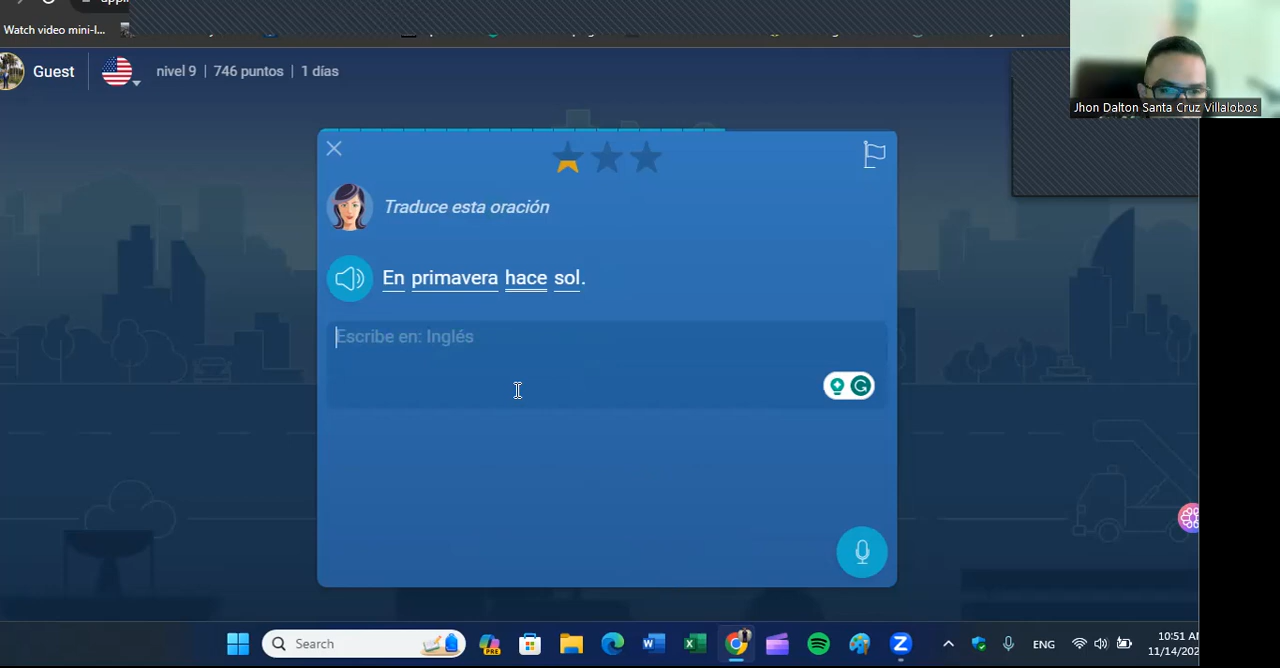 Watch video mini-l...
Guest
nivel 9 | 746 puntos | 1 días
Jhon Dalton Santa Cruz Villalobos
Traduce esta oración
En primavera hace sol.
Escribe en: Inglés
Search
PRE
ENG
10:51 
11/14/202